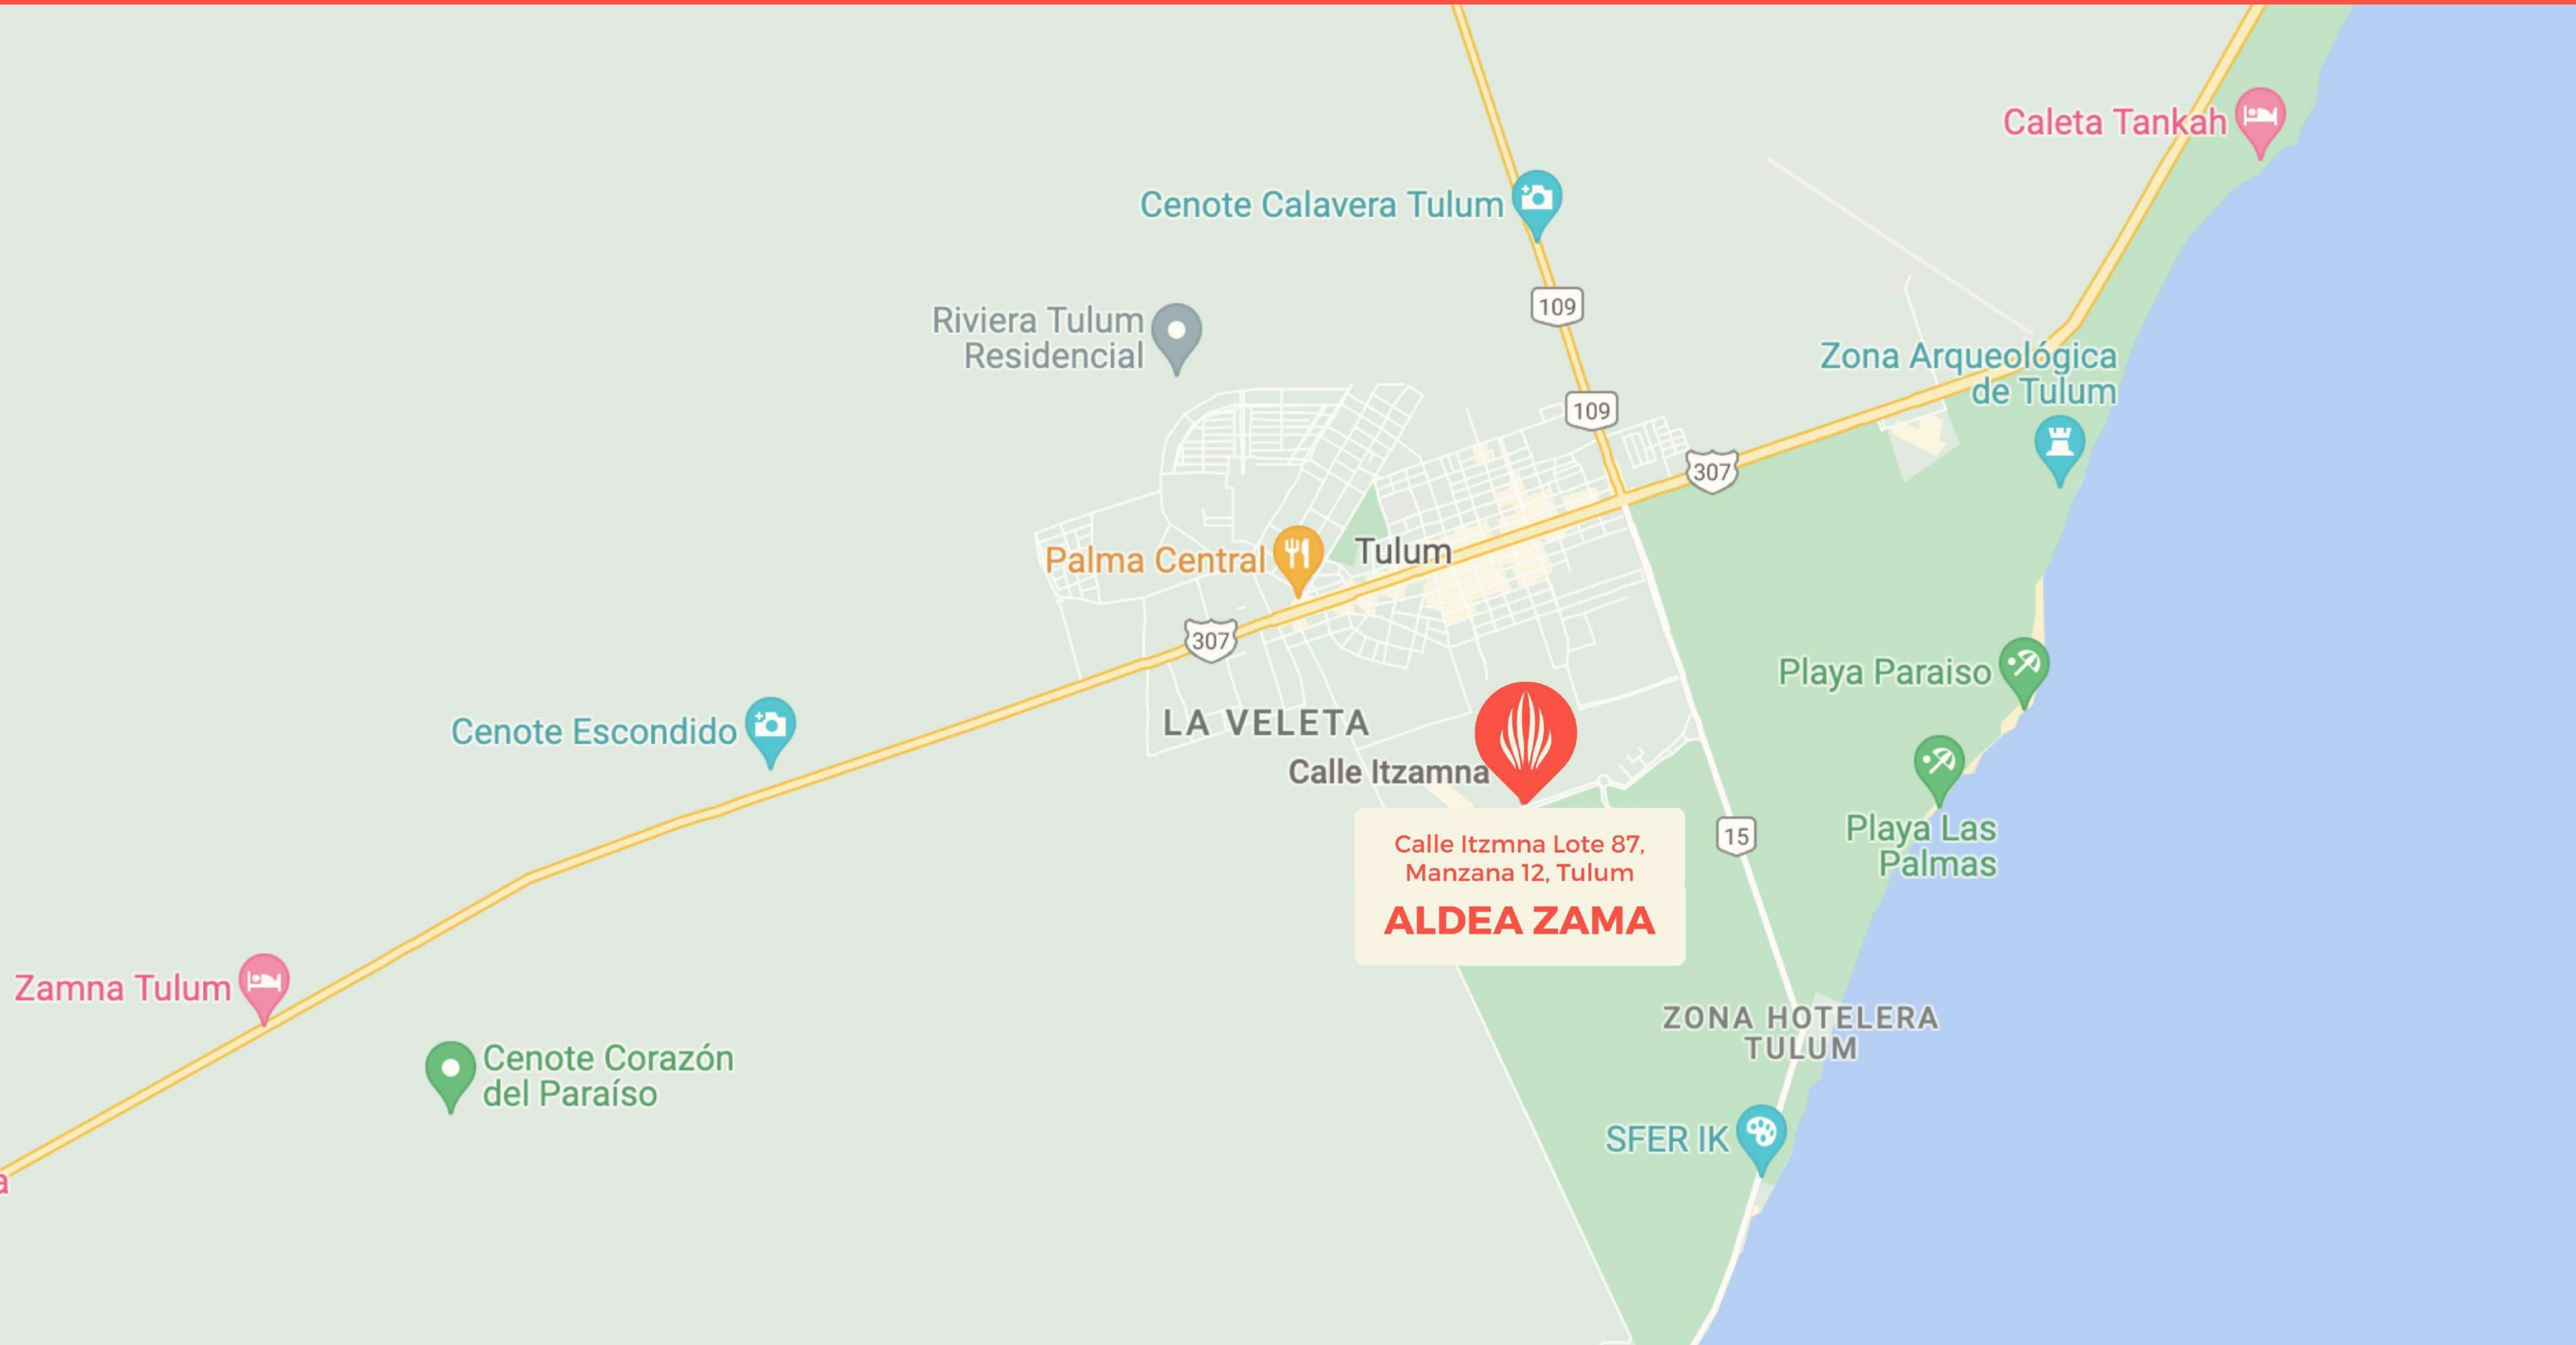 Caleta Tankah
Cenote Calavera Tulum
109
Riviera Tulum
Residencial
Zona Arqueológica
de Tulum
109
307
Palma Central
Tulum
307
Playa Paraiso
LA VELETA
Cenote Escondido
Calle Itzamna
Calle Itzmna Lote 87,
Manzana 12, Tulum
ALDEA ZAMA
15
Playa Las
Palmas
Zamna Tulum
ZONA HOTELERA
TULUM
Cenote Corazón
del Paraíso
SFER IK
a